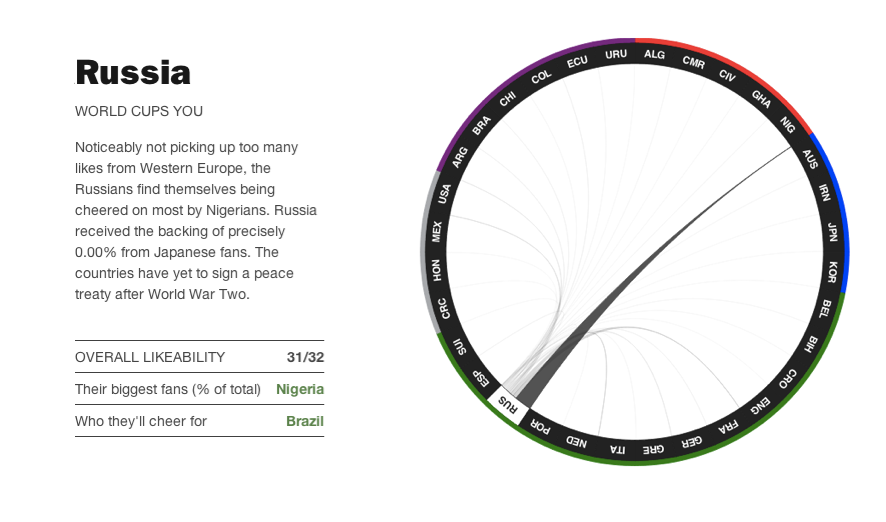 Russia
WORLD CUPS YOU
Noticeably not picking up too many
likes from Western Europe, the
Russians find themselves being
cheered on most by Nigerians. Russia
received the backing of precisely
0.00% from Japanese fans. The
countries have yet to sign a peace
treaty after World War Two.
OVERALL LIKEABILITY 31/32
Their biggest fans (% of total) Nigeria
Who they'll cheer for Brazil
ALG
CMR
CIV
GHA
NIG
AUS
IRN
JPN
KOR
BEL
BIH
CRO
ENG
FRA
GER
GRE
ITA
NED
POR
RUS
ESP
SUI
CRC
HON
MEX
USA
ARG
BRA
CHI
COL
ECU
URU